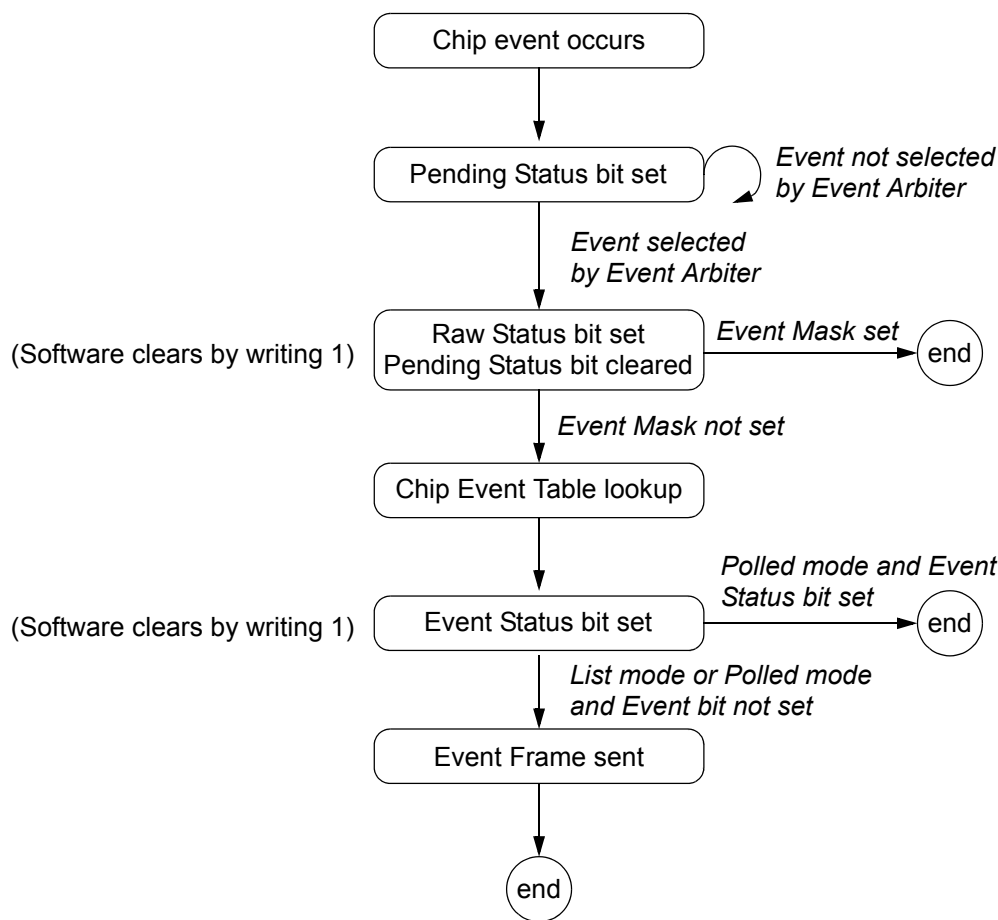 Chip event occurs
Pending Status bit set
Event not selected
by Event Arbiter
Event selected
by Event Arbiter
(Software clears by writing 1)
Raw Status bit set
Pending Status bit cleared
Event Mask set
end
Event Mask not set
Chip Event Table lookup
Polled mode and Event
Status bit set
(Software clears by writing 1)
Event Status bit set
end
List mode or Polled mode
and Event bit not set
Event Frame sent
end